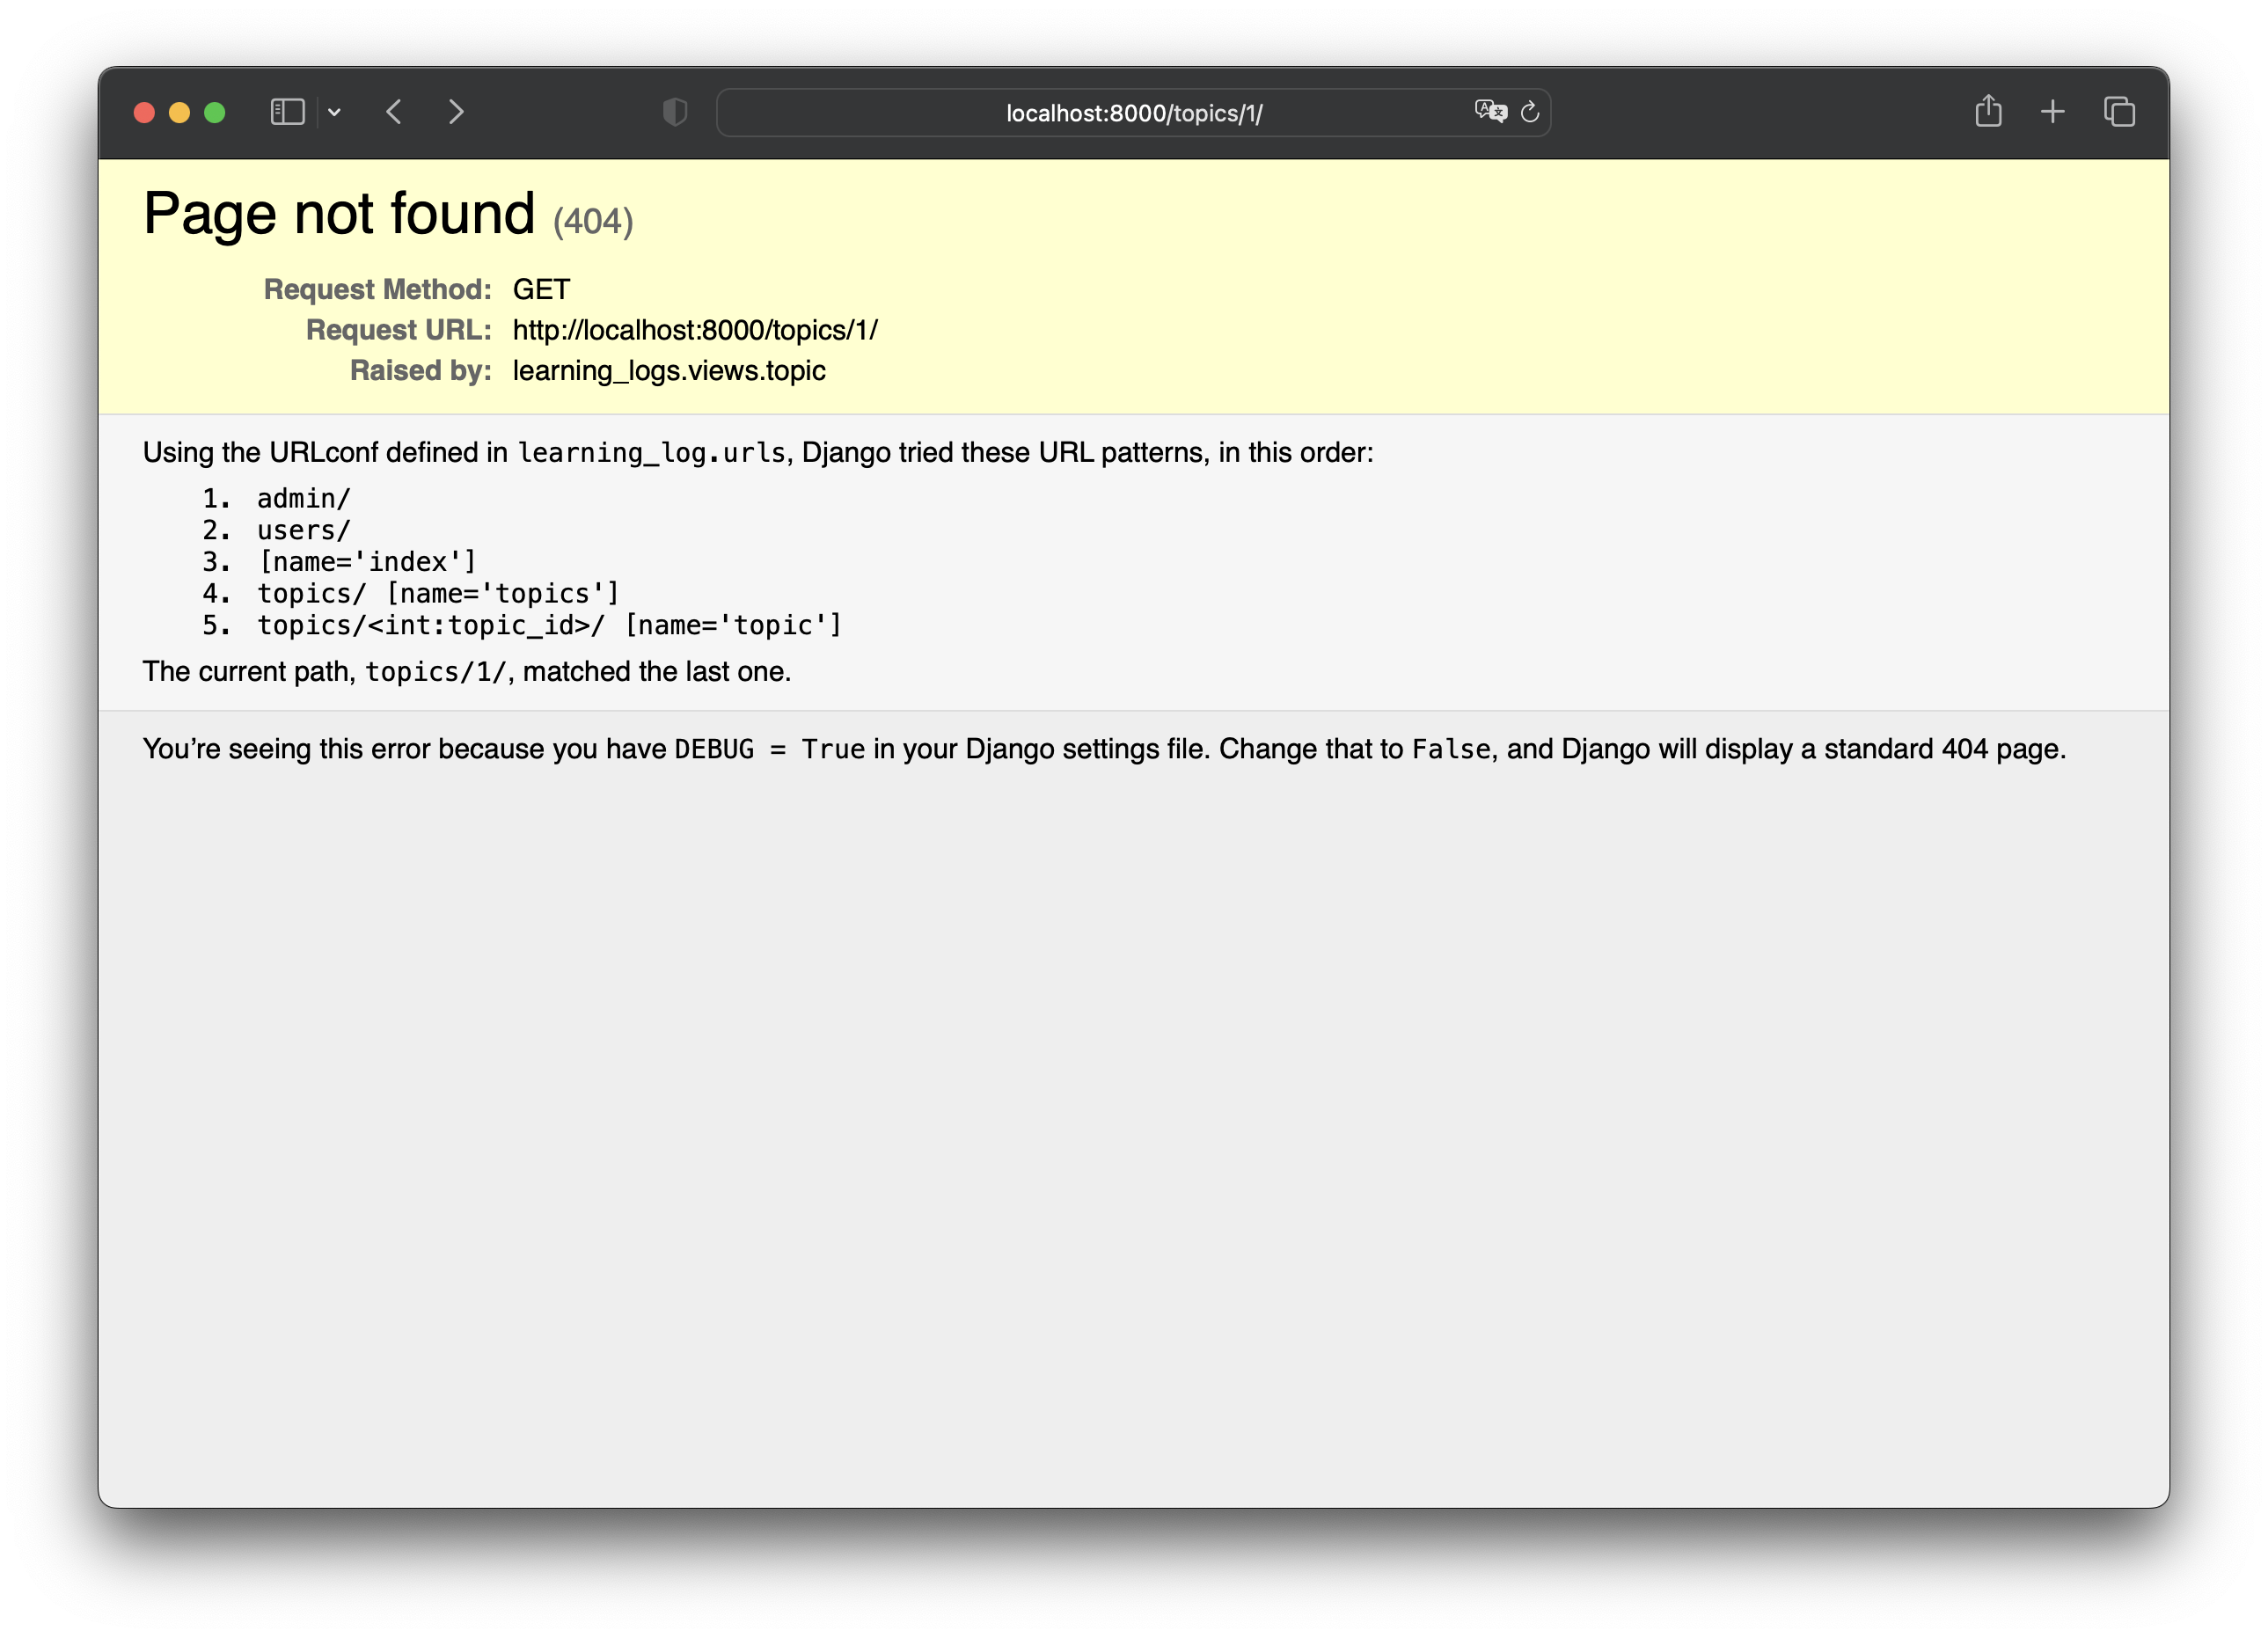 localhost:8000/topics/1/
Page not found (404)
Request Method: GET
Request URL: http://localhost:8000/topics/1/
Raised by: learning_logs.views.topic
Using the URLconf defined in learning_log.urls, Django tried these URL patterns, in this order:
1. admin/
2. users/
3. [name='index']
4. topics/ [name='topics']
5. topics/<int:topic_id>/ [name='topic']
The current path, topics/1/, matched the last one.
You’re seeing this error because you have DEBUG = True in your Django settings file. Change that to False, and Django will display a standard 404 page.